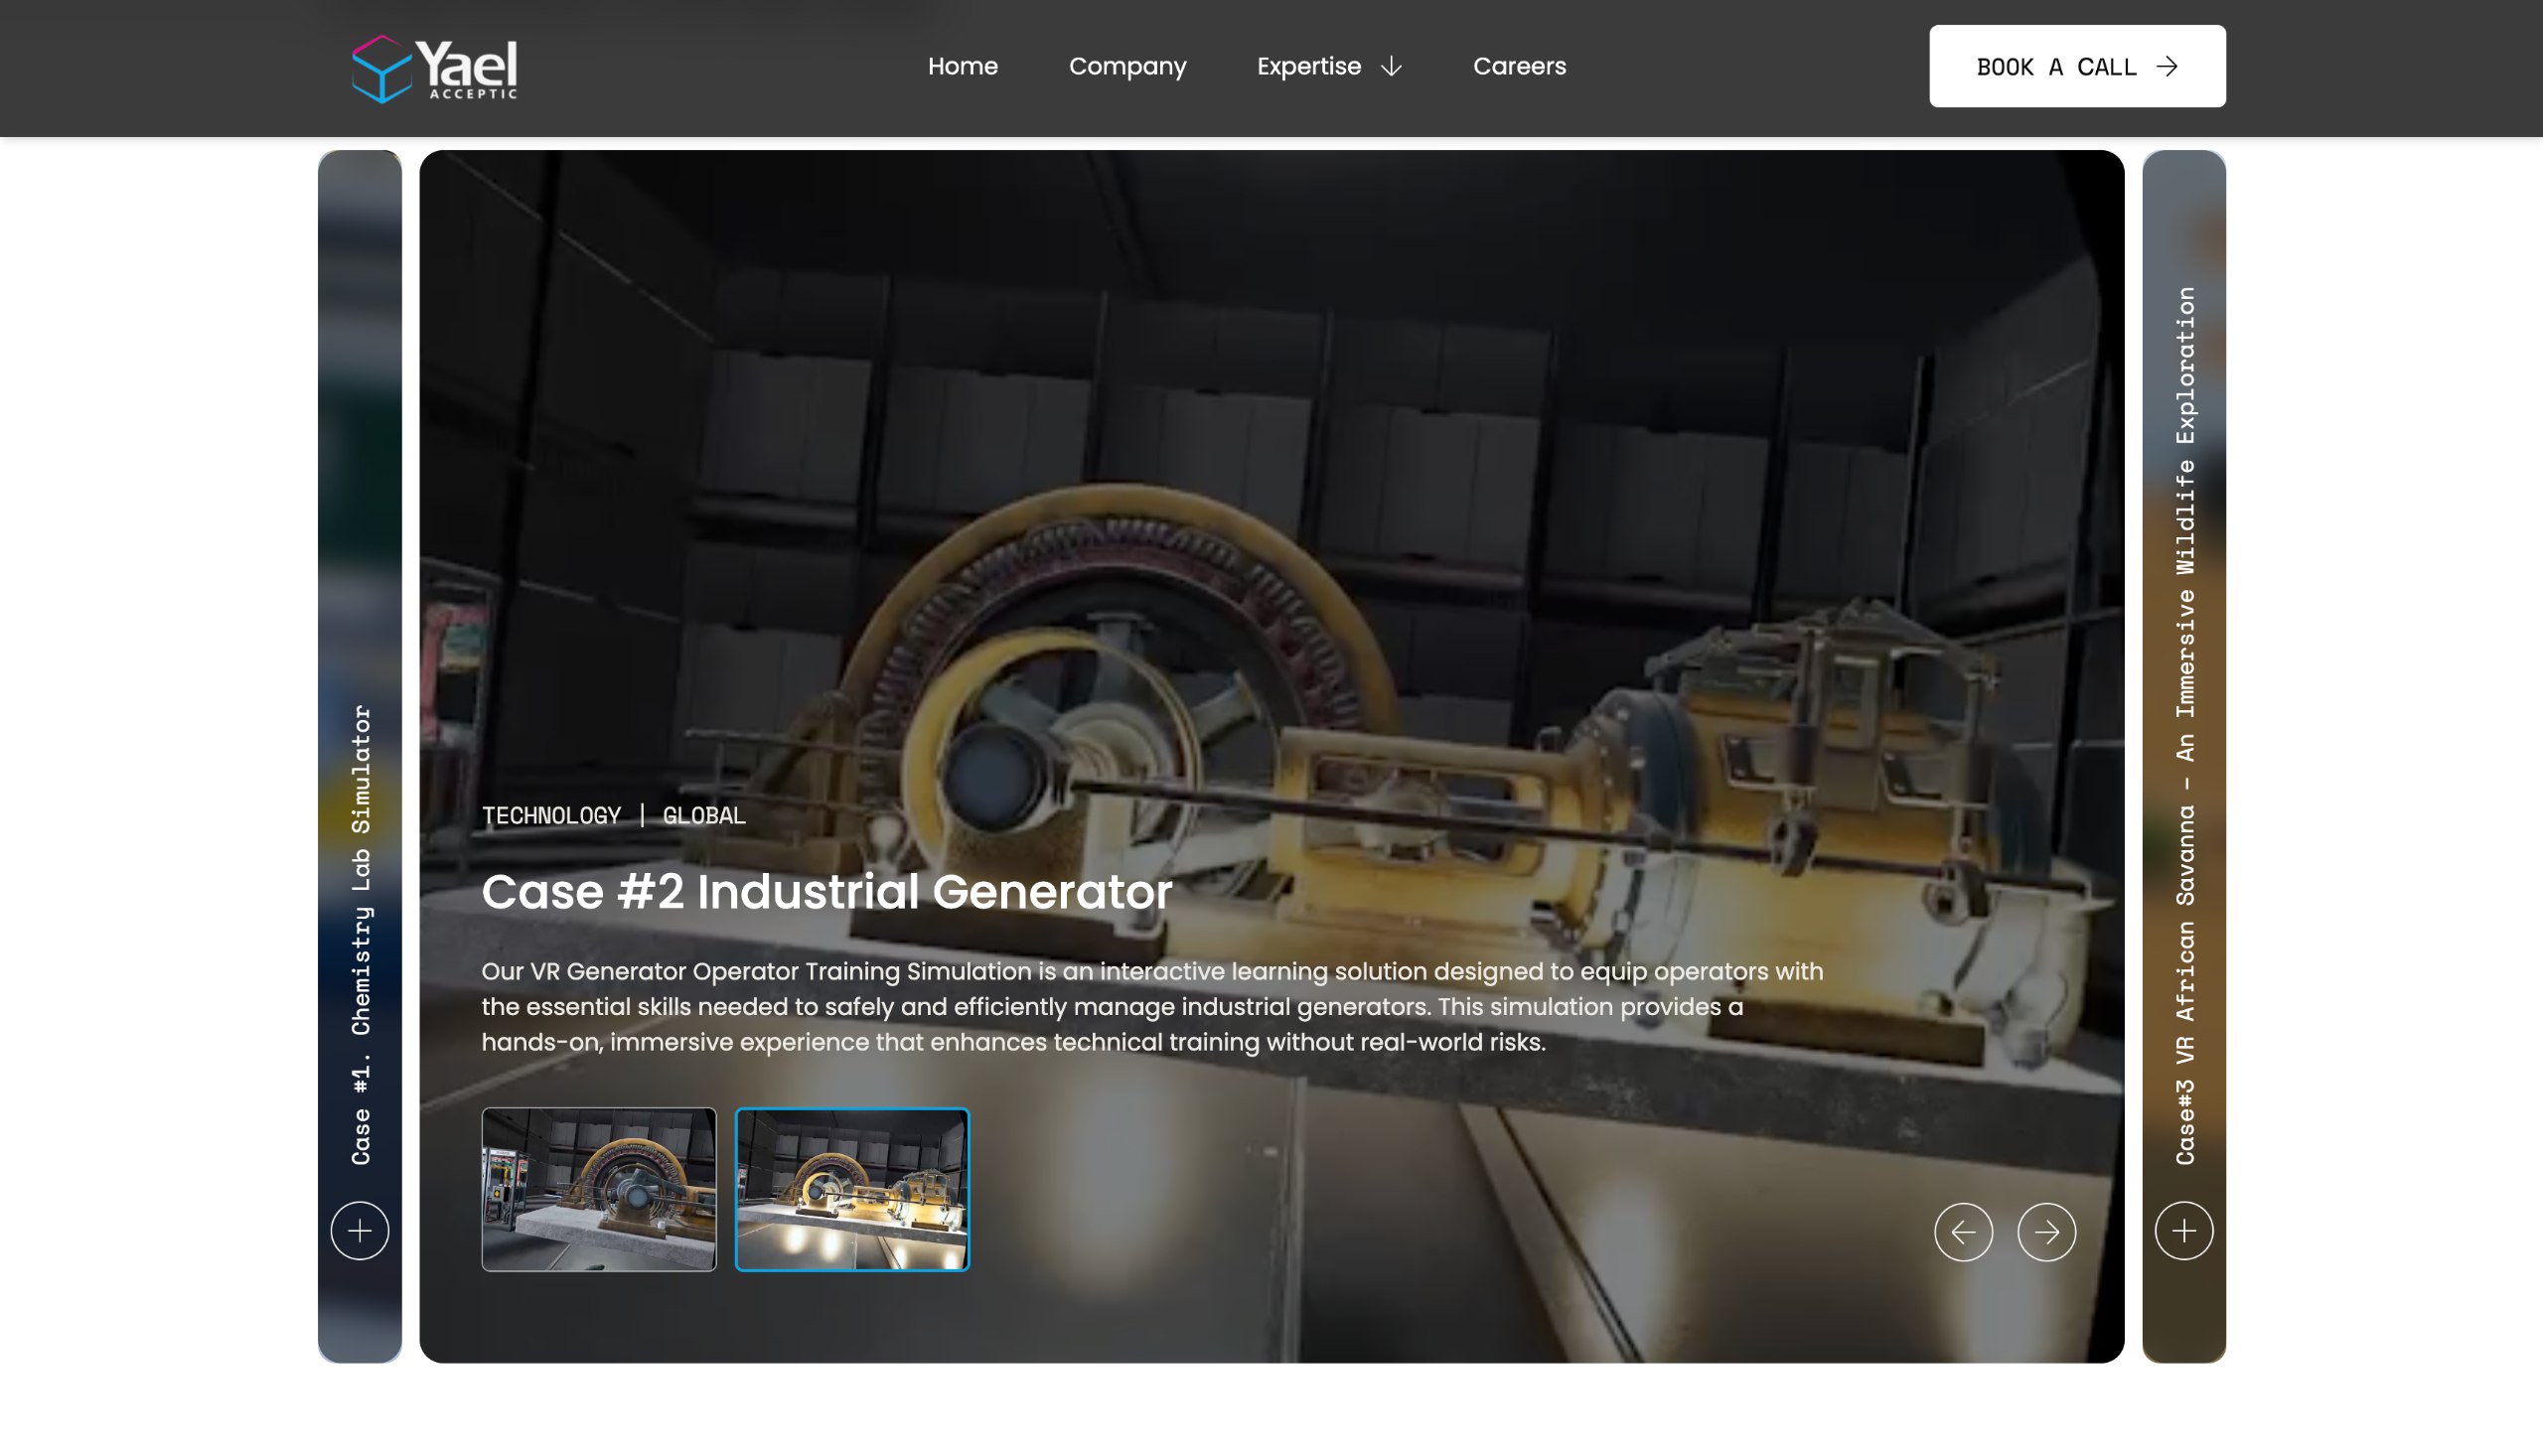 Yael
ACCEPTIC
Home
Company
Expertise
Careers
BOOK A CALL
Case #1. Chemistry Lab Simulator
TECHNOLOGY | GLOBAL
Case #2 Industrial Generator
Our VR Generator Operator Training Simulation is an interactive learning solution designed to equip operators with
the essential skills needed to safely and efficiently manage industrial generators. This simulation provides a
hands-on, immersive experience that enhances technical training without real-world risks.
Case#3 VR African Savanna – An Immersive Wildlife Exploration